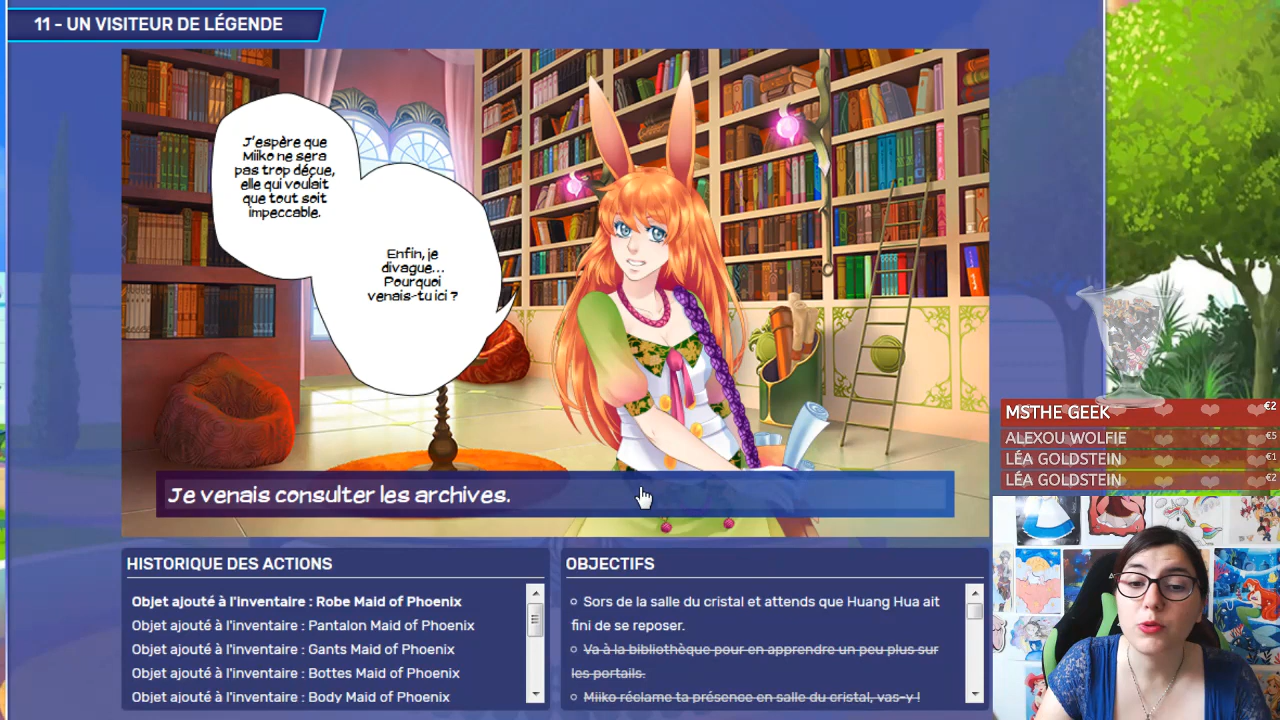 11 - UN VISITEUR DE LÉGENDE
J'espère que
Miiko ne sera
pas trop déçue,
elle qui voulait
que tout soit
impeccable.
Enfin, je
divague...
Pourquoi
venais-tu ici ?
Je venais consulter les archives.
HISTORIQUE DES ACTIONS
Objet ajouté à l'inventaire : Robe Maid of Phoenix
Objet ajouté à l'inventaire : Pantalon Maid of Phoenix
Objet ajouté à l'inventaire : Gants Maid of Phoenix
Objet ajouté à l'inventaire : Bottes Maid of Phoenix
Objet ajouté à l'inventaire : Body Maid of Phoenix
OBJECTIFS
Sors de la salle du cristal et attends que Huang Hua ait
fini de se reposer.
Va à la bibliothèque pour en apprendre un peu plus sur
les portails.
Miiko réclame ta présence en salle du cristal, vas-y !
MSTHE GEEK €2
ALEXOU WOLFIE €5
LÉA GOLDSTEIN €1
LÉA GOLDSTEIN €2